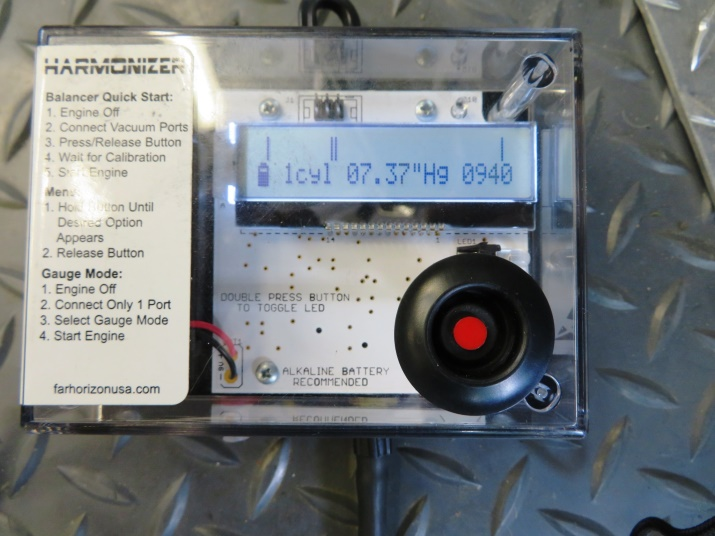 HARMONIZER
Balancer Quick Start:
1. Engine Off
2. Connect Vacuum Ports
3. Press/Release Button
4. Wait for Calibration
5. Start Engine
Menu:
1. Hold Button Until
Desired Option
Appears
2. Release Button
Gauge Mode:
1. Engine Off
2. Connect Only 1 Port
3. Select Gauge Mode
4. Start Engine
farhorizonusa.com
1cyl 07.37"Hg 0940
LED1
DOUBLE PRESS BUTTON
TO TOGGLE LED
ALKALINE BATTERY
RECOMMENDED